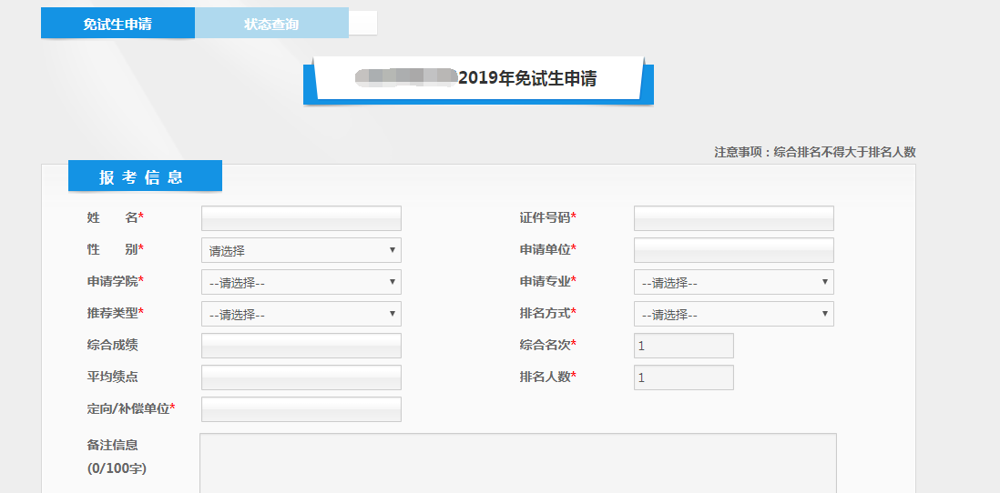 免试生申请 状态查询
2019年免试生申请
注意事项：综合排名不得大于排名人数
报考信息
姓 名* 证件号码*
性 别* 请选择 申请单位*
申请学院* --请选择-- 申请专业* --请选择--
推荐类型* --请选择-- 排名方式* --请选择--
综合成绩 综合名次* 1
平均绩点 排名人数* 1
定向/补偿单位*
备注信息
(0/100字)